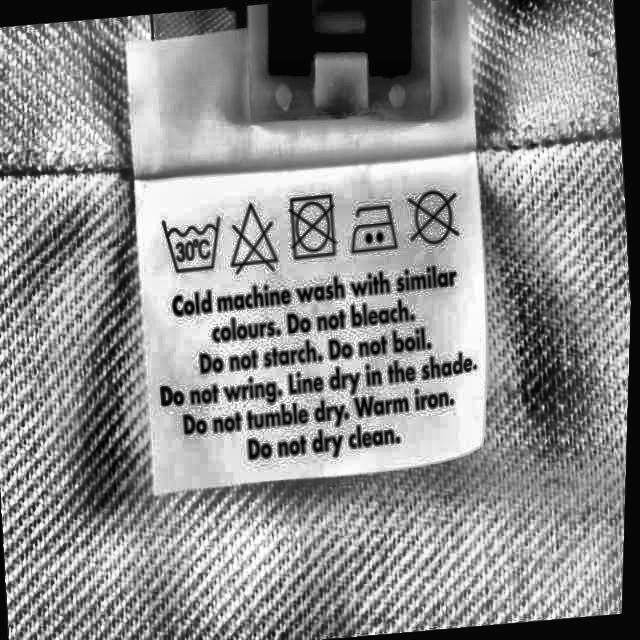 30°C
Cold machine wash with similar
colours. Do not bleach.
Do not starch. Do not boil.
Do not wring. Line dry in the shade.
Do not tumble dry. Warm iron.
Do not dry clean.